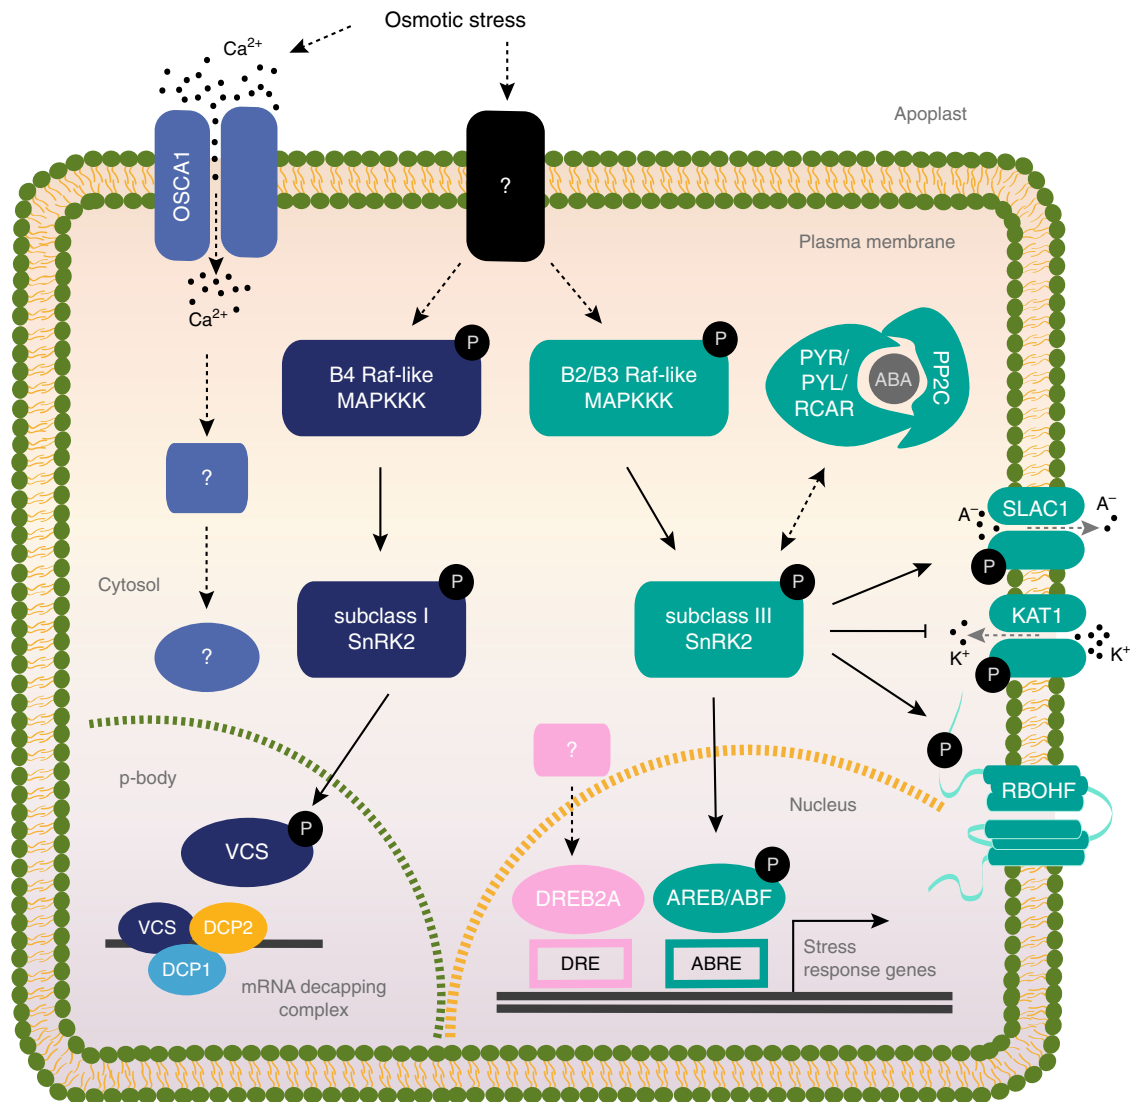 Osmotic stress
Ca²⁺
Apoplast
OSCA1
?
Plasma membrane
Ca²⁺
P
P
B4 Raf-like
MAPKKK
B2/B3 Raf-like
MAPKKK
PYR/
PYL/
RCAR
ABA
PP2C
?
A⁻
SLAC1
A⁻
P
Cytosol
P
P
subclass I
SnRK2
subclass III
SnRK2
KAT1
K⁺
K⁺
P
?
P
?
p-body
Nucleus
RBOHF
P
VCS
P
DREB2A
AREB/ABF
VCS
DCP2
DCP1
mRNA decapping
complex
DRE
ABRE
Stress
response genes